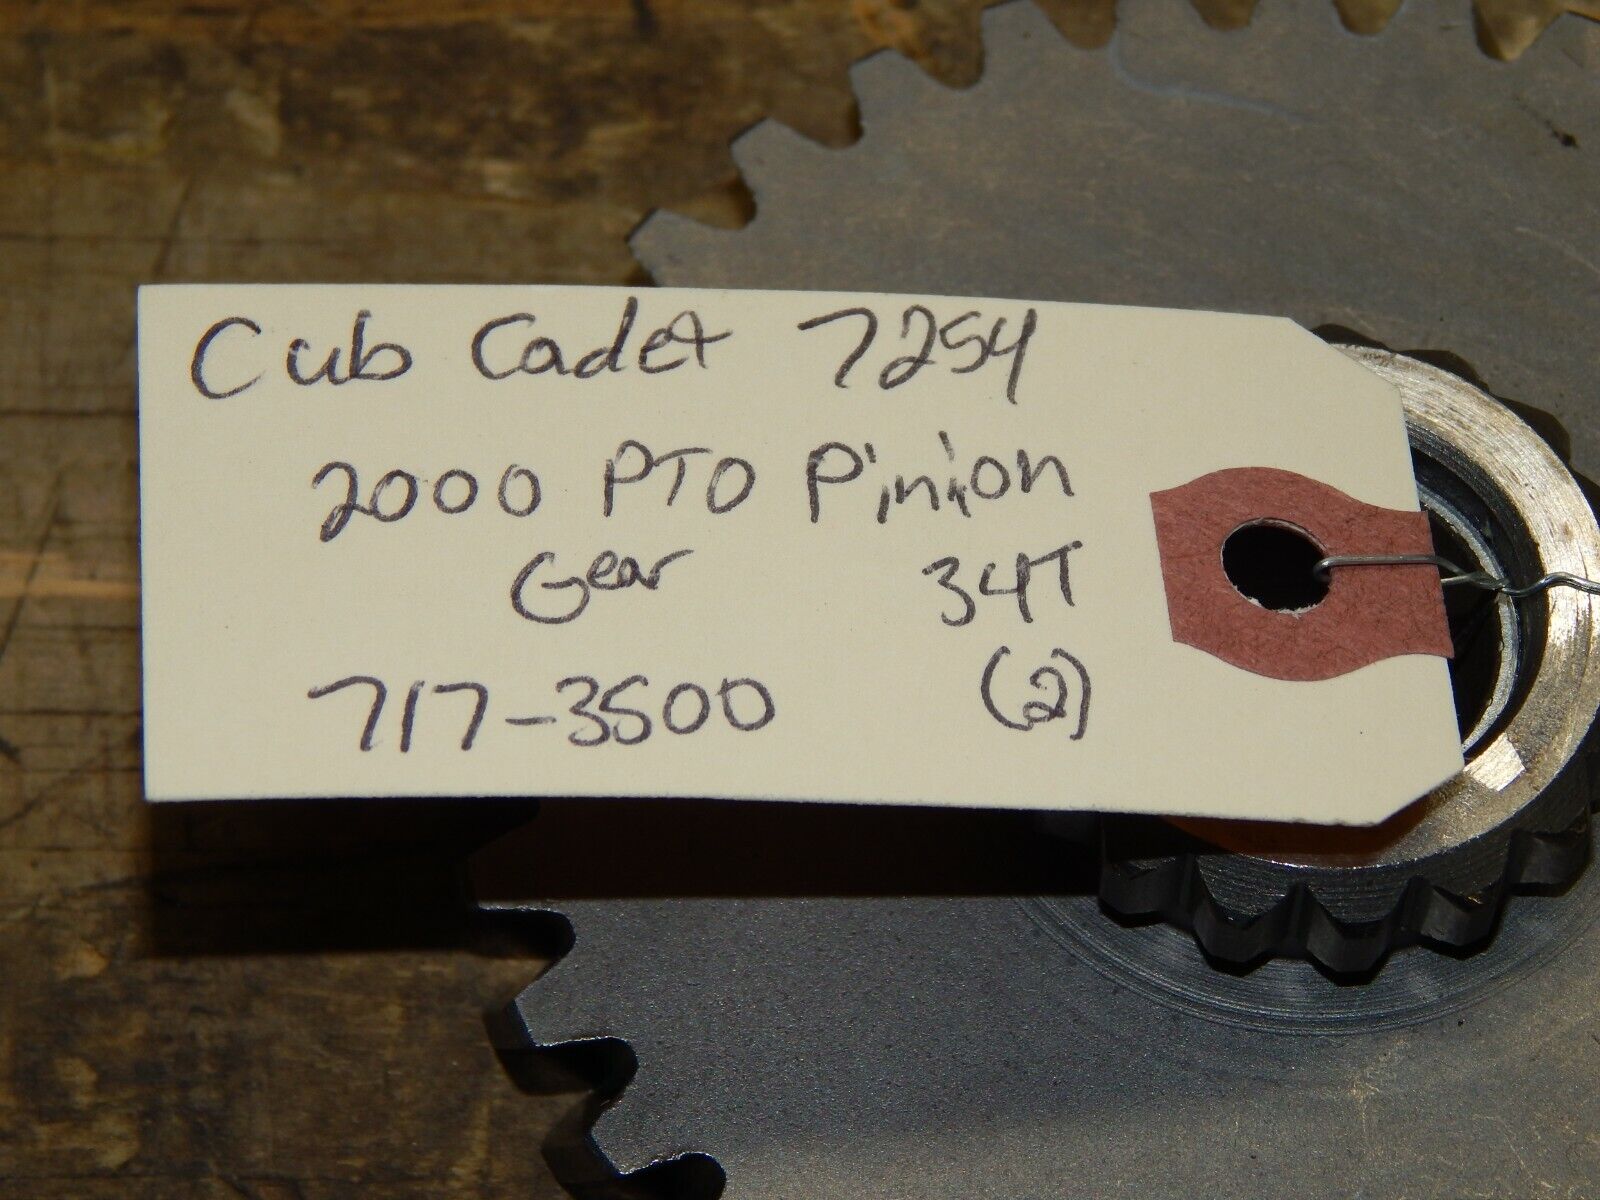 Cub Cadet 7254
2000 PTO Pinion
Gear 34T
717-3500 (2)